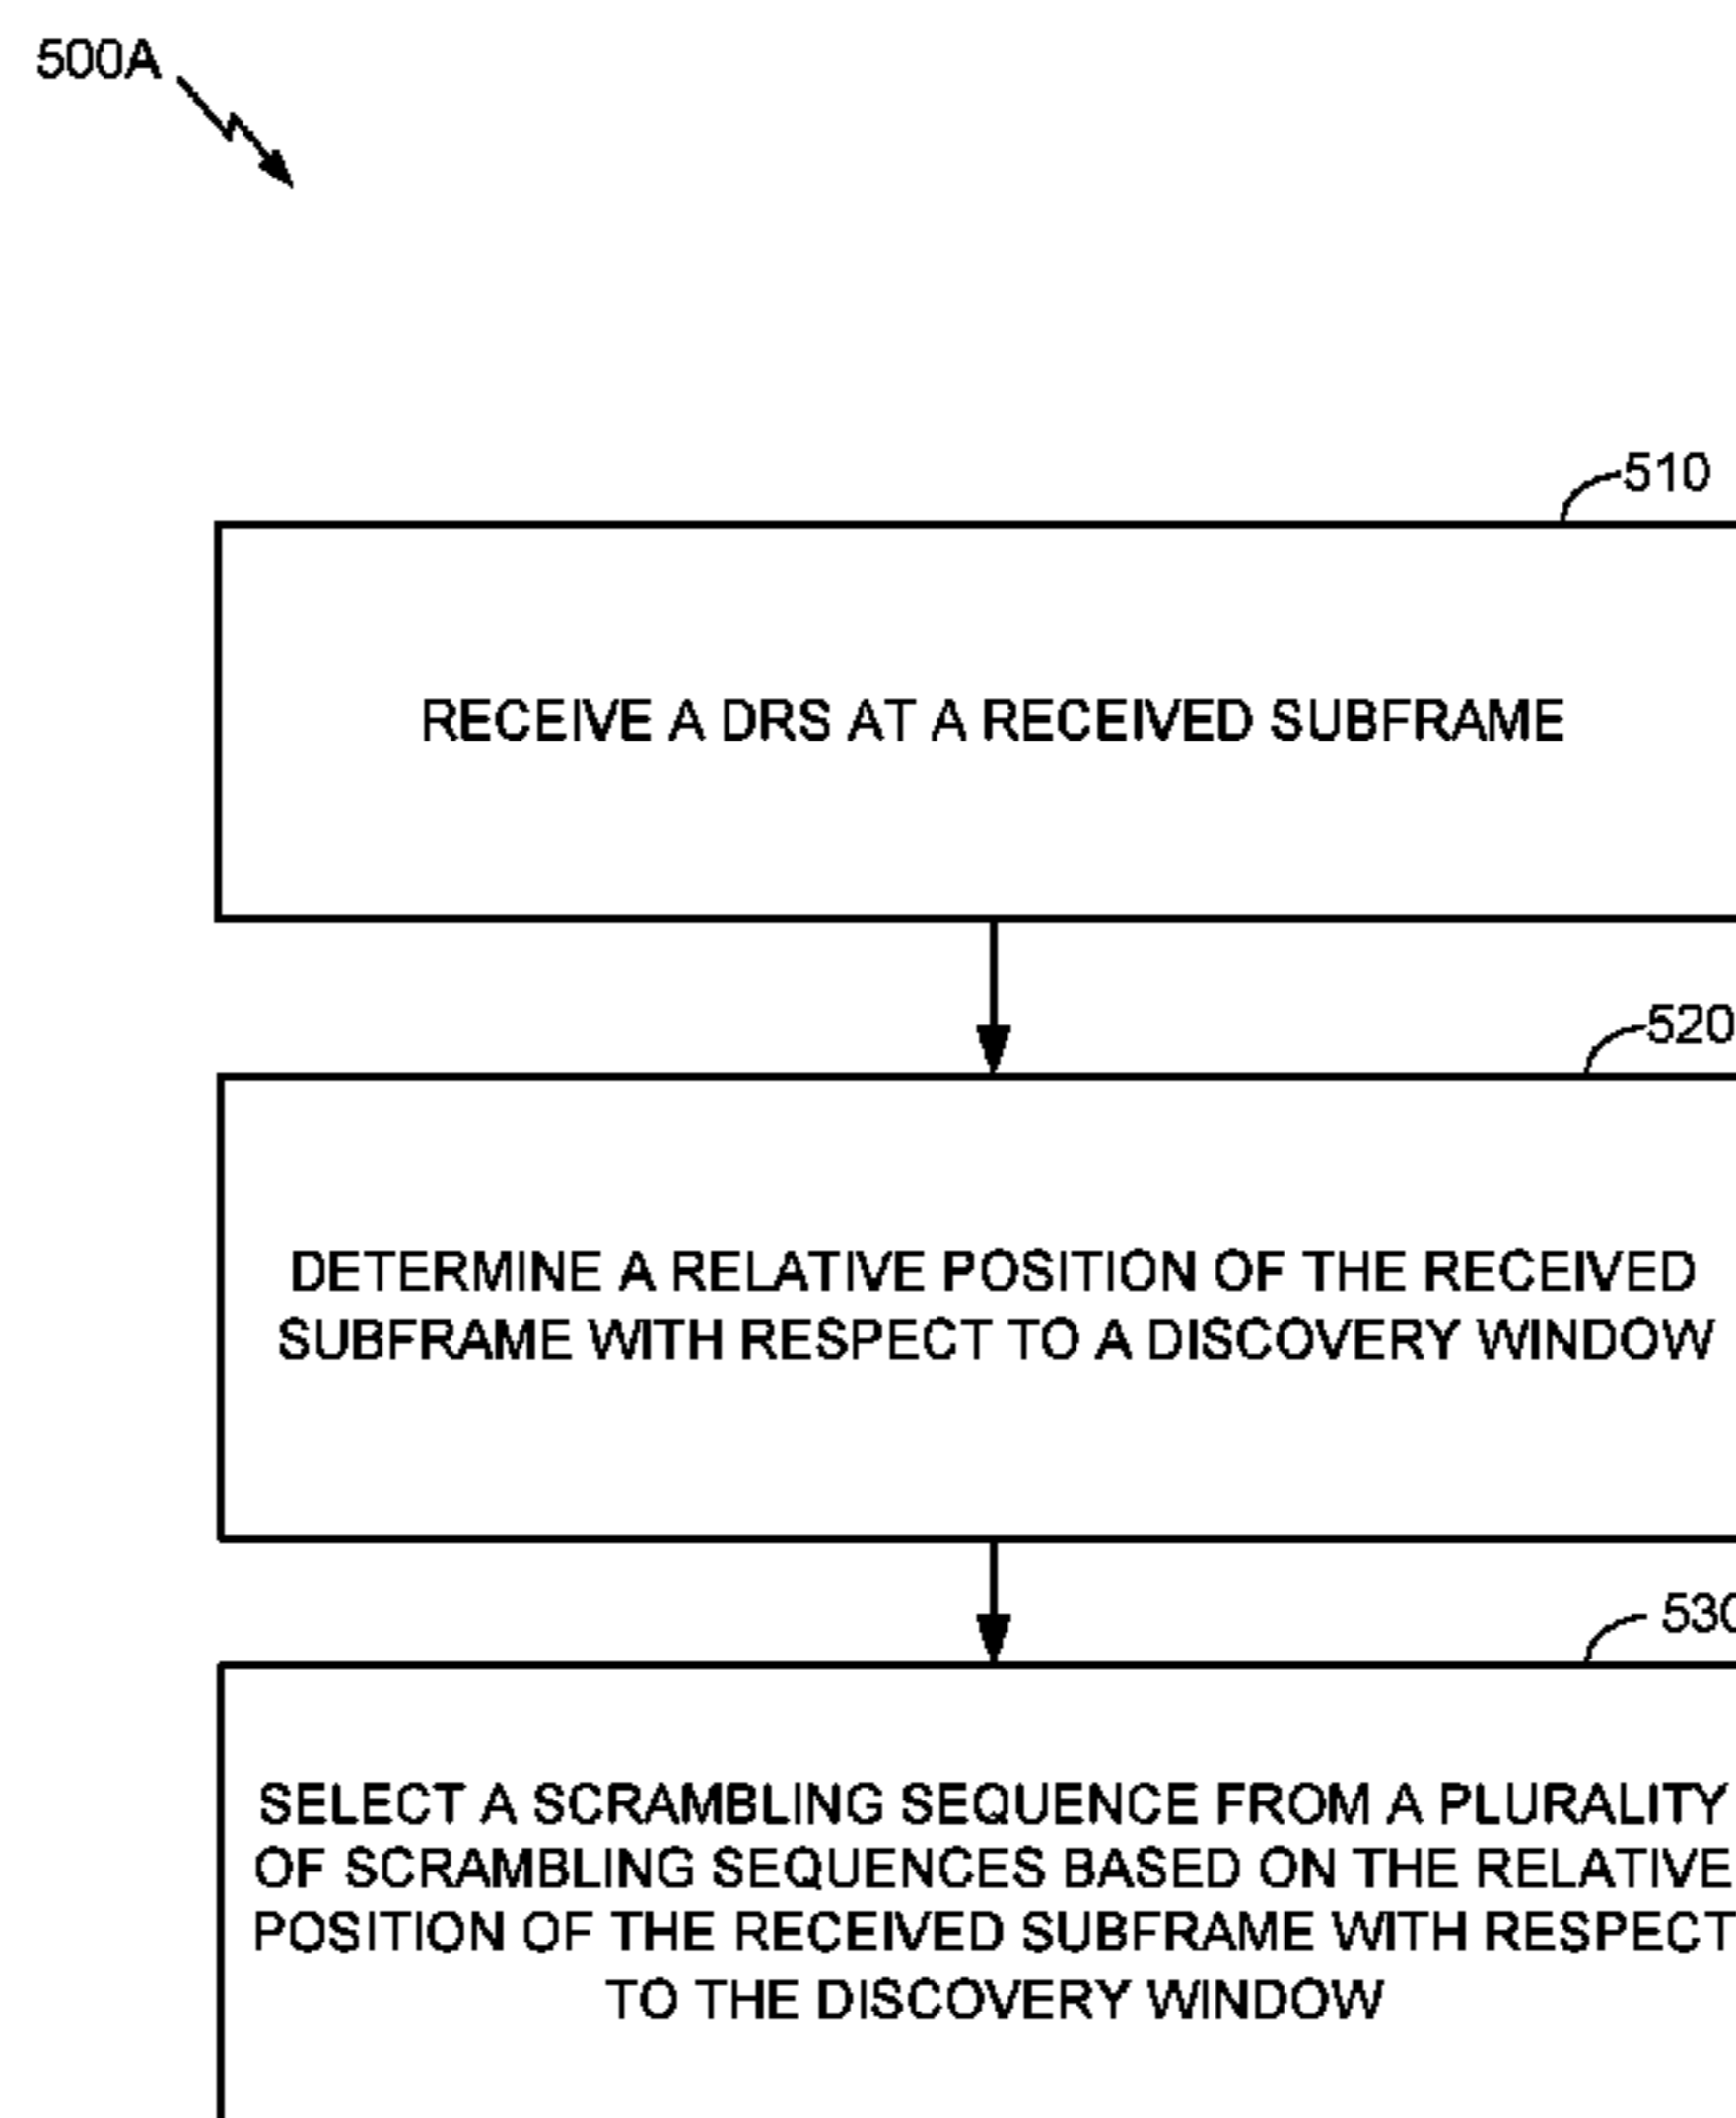 500A
510
RECEIVE A DRS AT A RECEIVED SUBFRAME
520
DETERMINE A RELATIVE POSITION OF THE RECEIVED
SUBFRAME WITH RESPECT TO A DISCOVERY WINDOW
530
SELECT A SCRAMBLING SEQUENCE FROM A PLURALITY
OF SCRAMBLING SEQUENCES BASED ON THE RELATIVE
POSITION OF THE RECEIVED SUBFRAME WITH RESPECT
TO THE DISCOVERY WINDOW